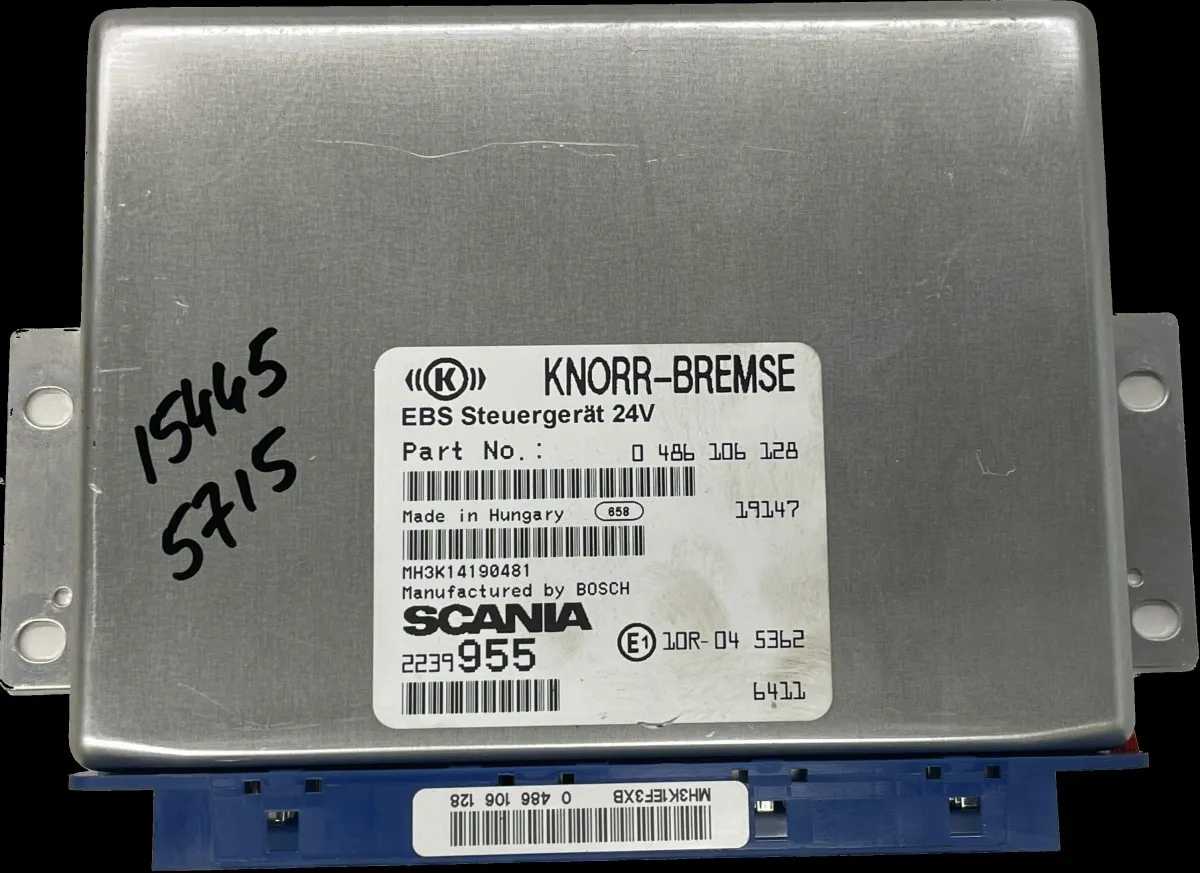 15445
5715
K KNORR-BREMSE
EBS Steuergerät 24V
Part No.: 0 486 106 128
Made in Hungary 658 19147
MH3K14190481
Manufactured by BOSCH
SCANIA
2239955
E1 10R-04 5362
6411
MH3K1EF3XB 0 486 106 128